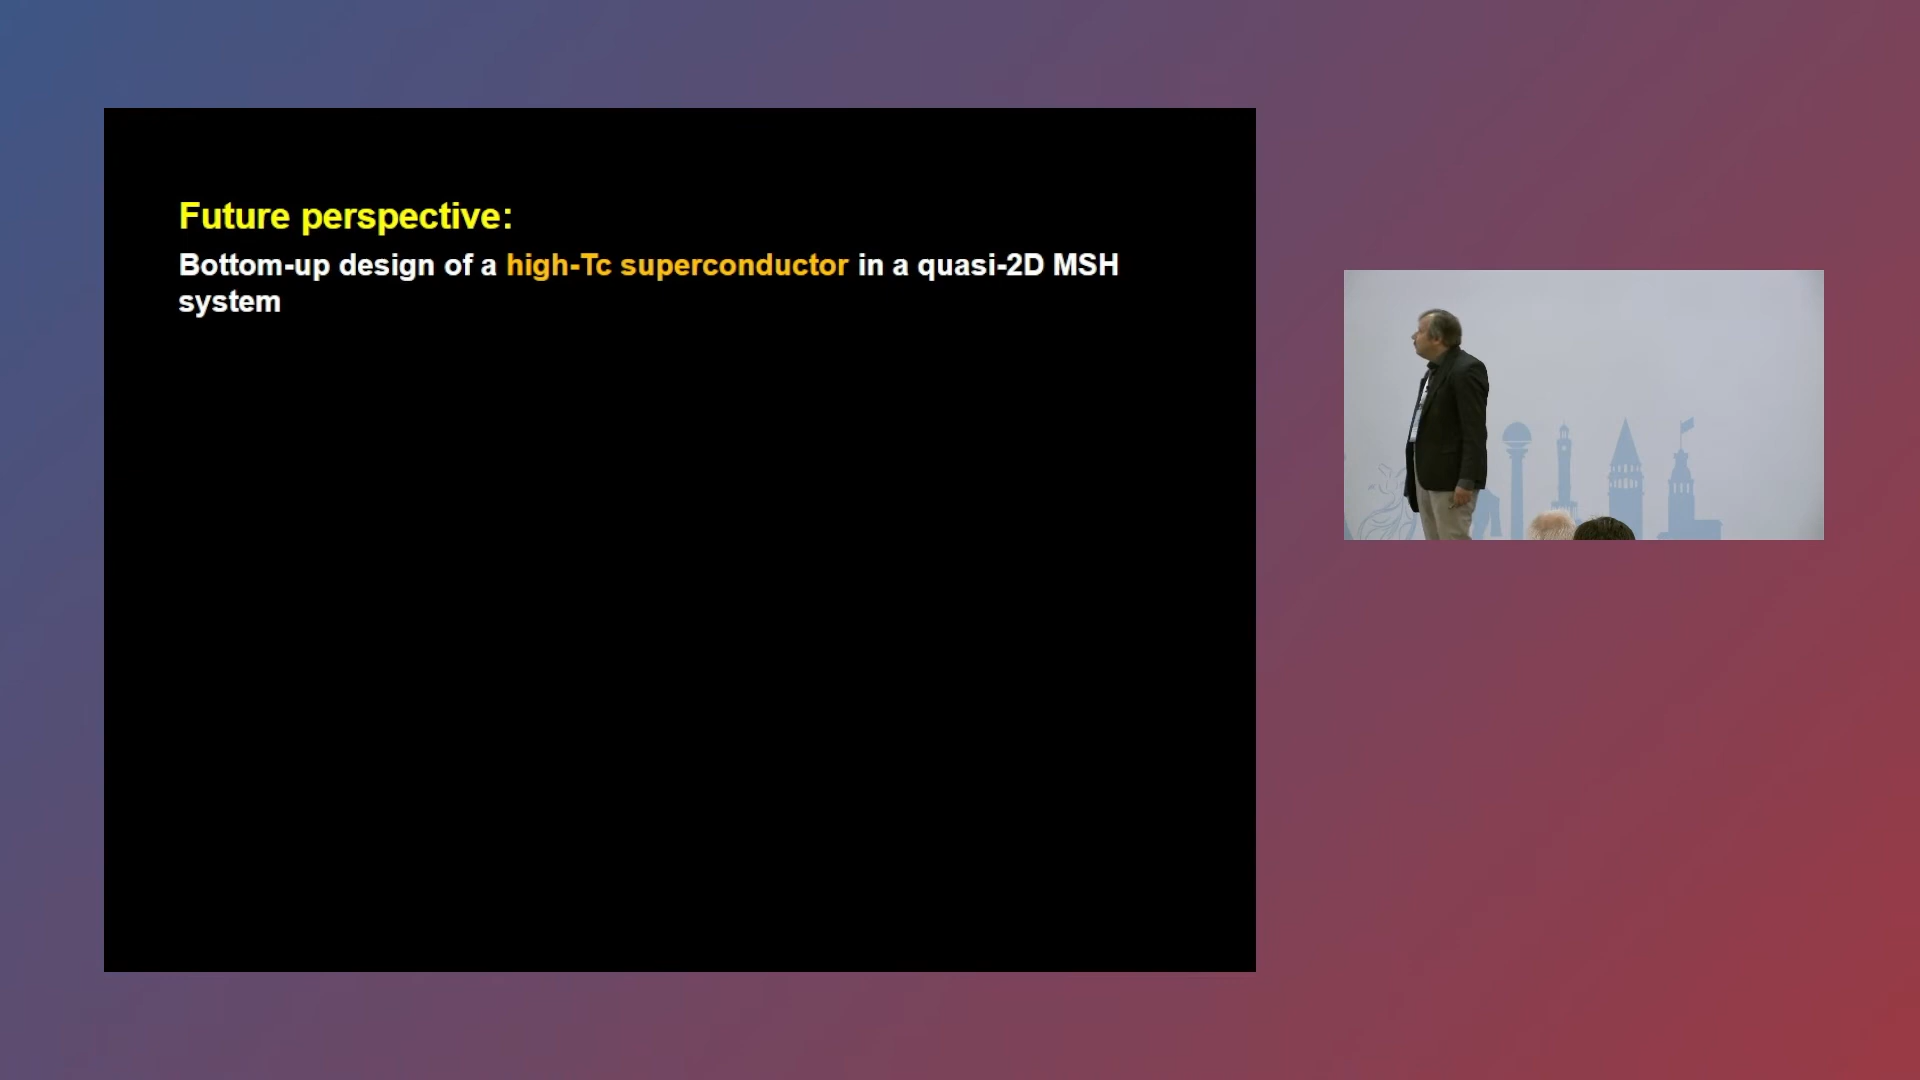 Future perspective:
Bottom-up design of a high-Tc superconductor in a quasi-2D MSH
system